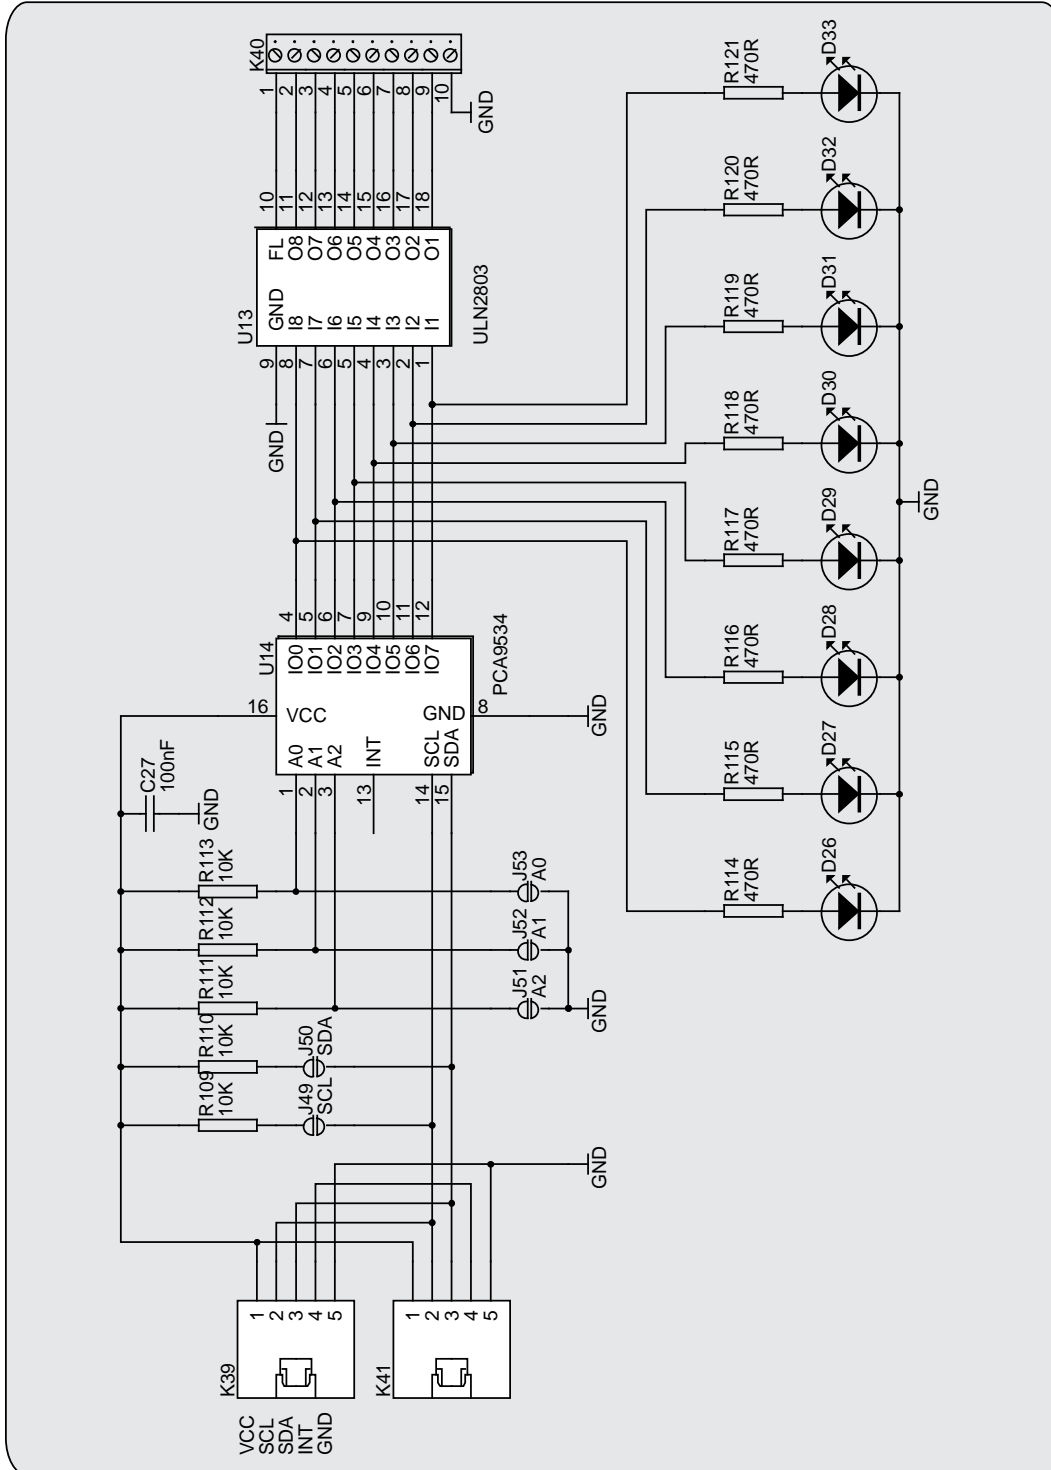 K40
1
2
3
4
5
6
7
8
9
10
GND
10
11
12
13
14
15
16
17
18
FL
O8
O7
O6
O5
O4
O3
O2
O1
U13
GND
I8
I7
I6
I5
I4
I3
I2
I1
ULN2803
9
8
7
6
5
4
3
2
1
GND
4
5
6
7
9
10
11
12
U14
IO0
IO1
IO2
IO3
IO4
IO5
IO6
IO7
PCA9534
16
VCC
GND
8
GND
A0
A1
A2
INT
SCL
SDA
1
2
3
13
14
15
C27
100nF
GND
R113
10K
R112
10K
R111
10K
R110
10K
R109
10K
J53
A0
J52
A1
J51
A2
GND
J50
SDA
J49
SCL
GND
K39
1
2
3
4
5
K41
1
2
3
4
5
VCC
SCL
SDA
INT
GND
R121
470R
D33
R120
470R
D32
R119
470R
D31
R118
470R
D30
R117
470R
D29
R116
470R
D28
R115
470R
D27
R114
470R
D26
GND